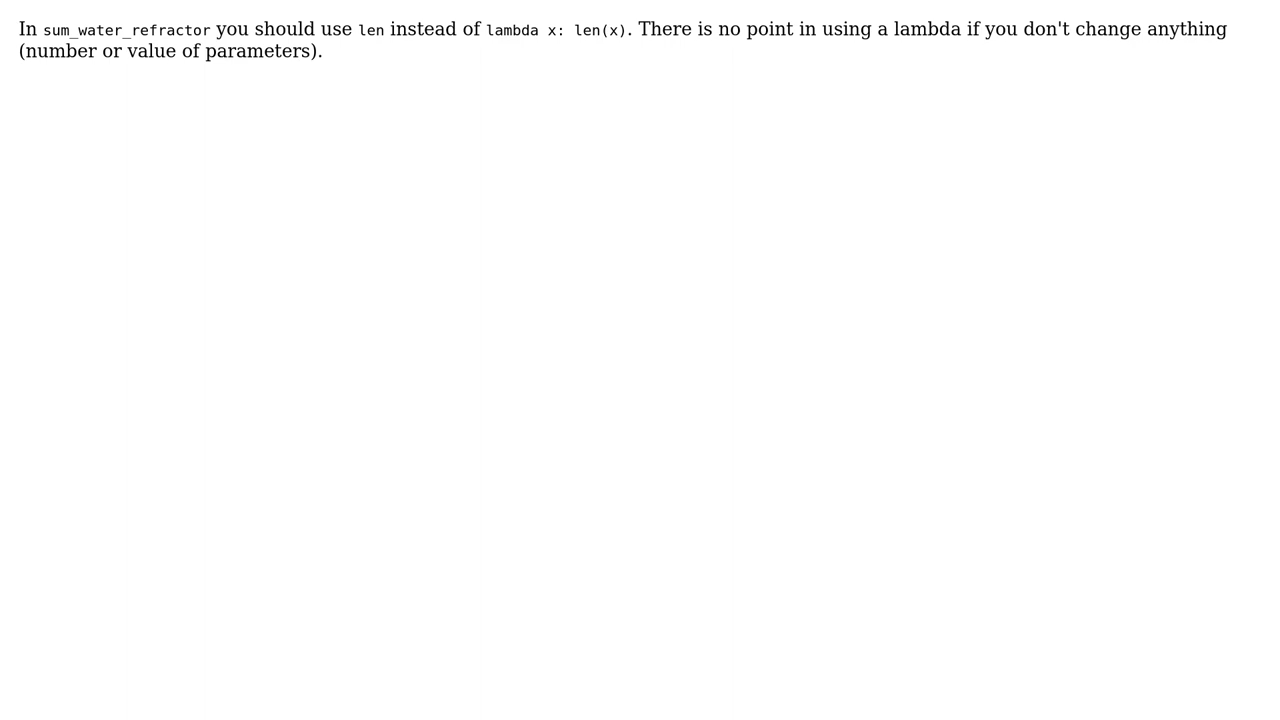 In sum_water_refractor you should use len instead of lambda x: len(x). There is no point in using a lambda if you don't change anything
(number or value of parameters).